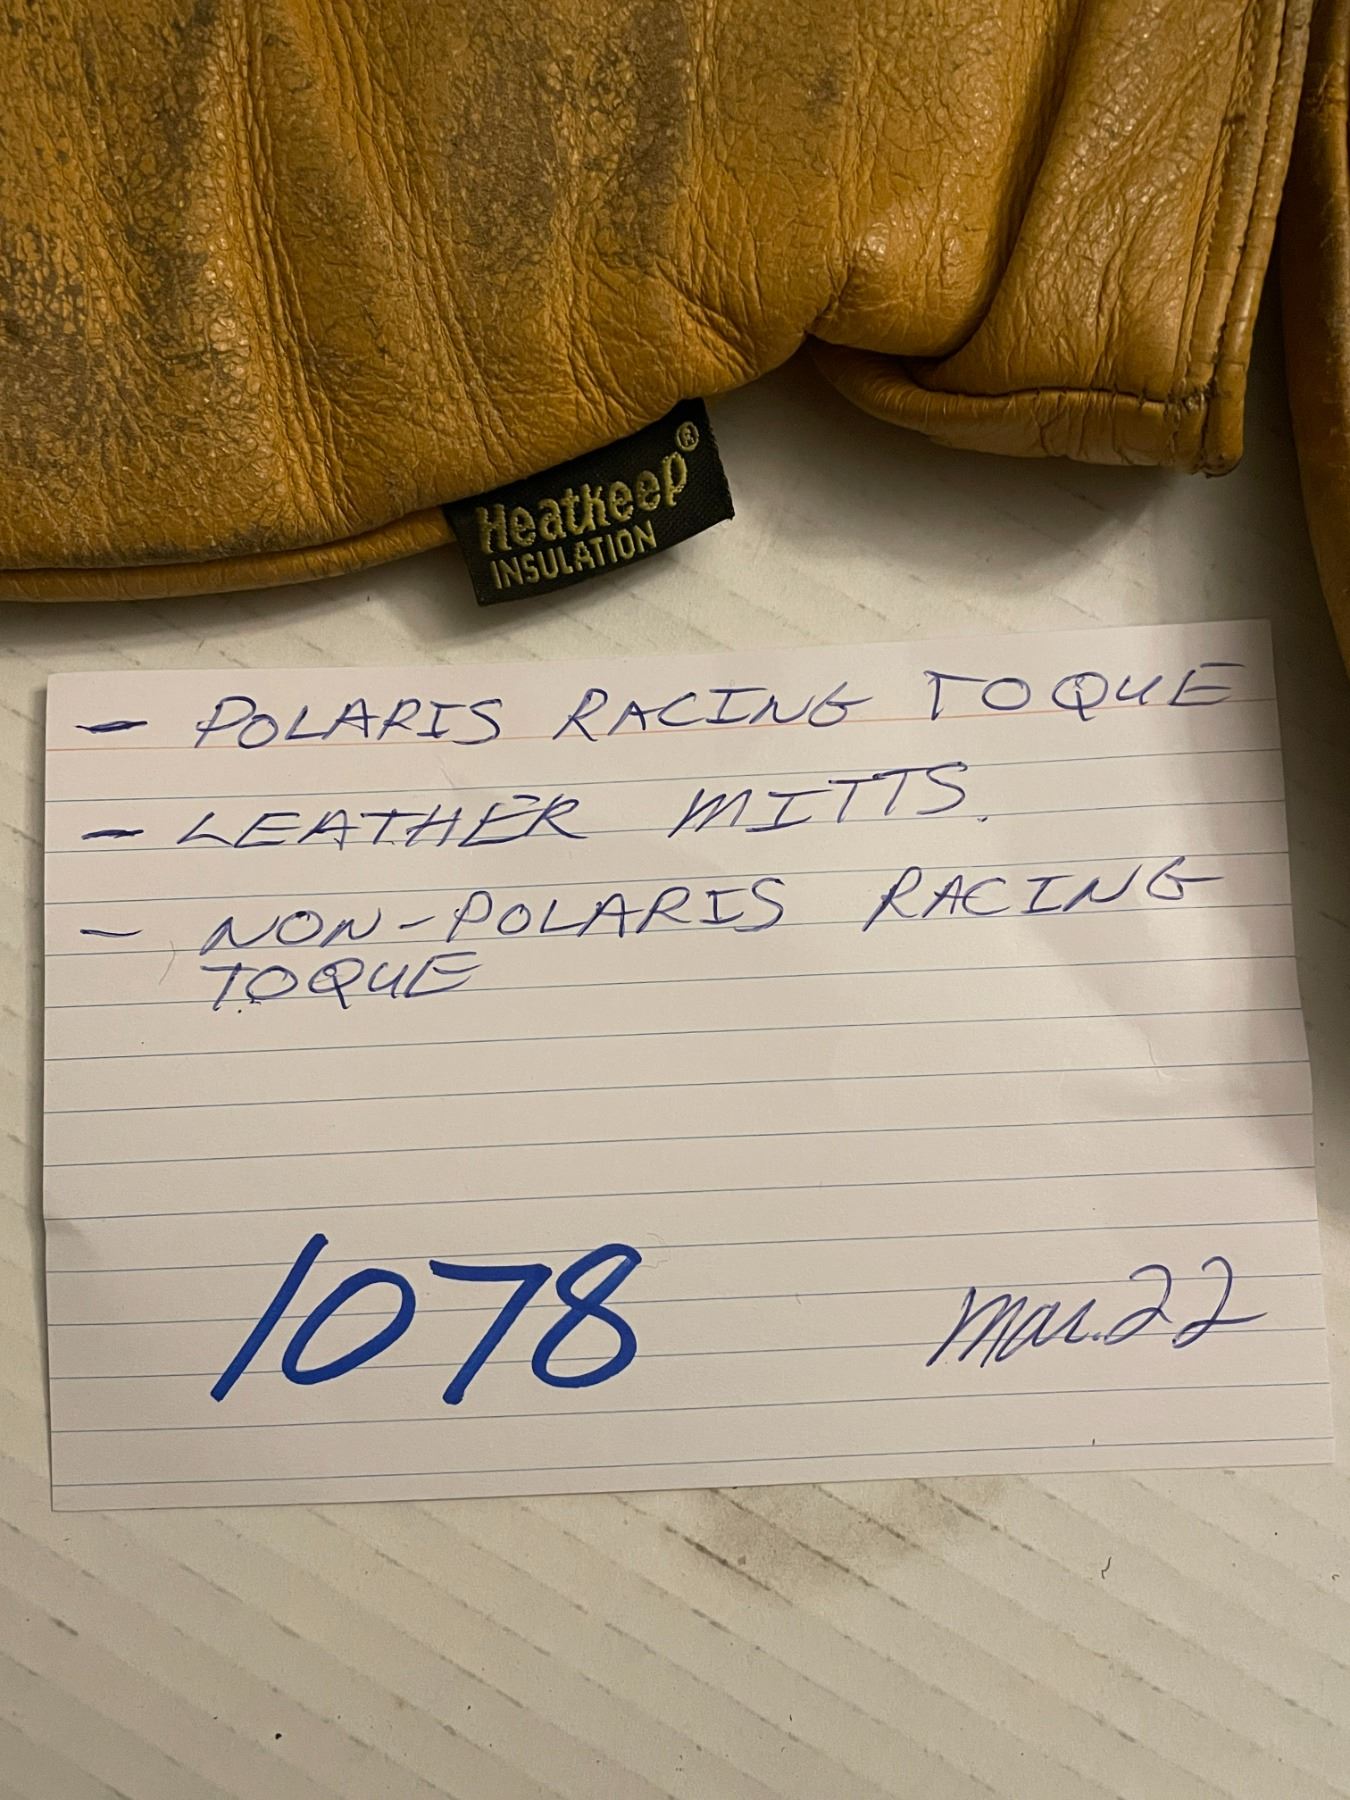 Heatkeep®
INSULATION
- POLARIS RACING TOQUE
- LEATHER MITTS.
- NON-POLARIS RACING
TOQUE
1078
Mar. 22